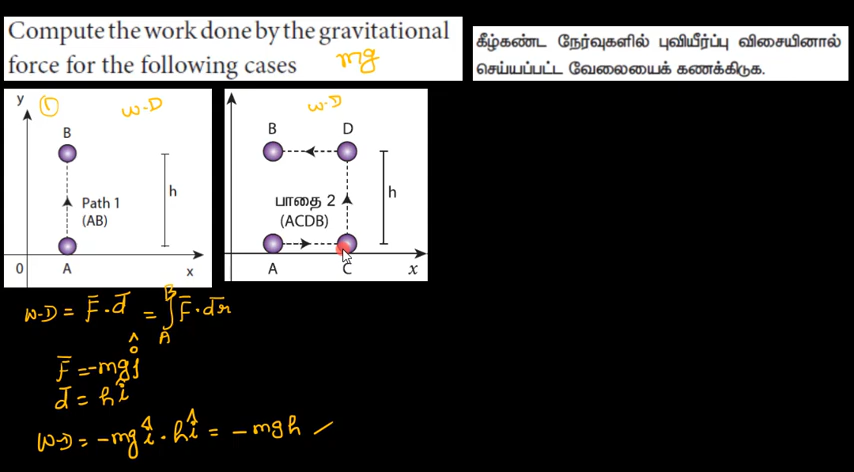 Compute the work done by the gravitational
force for the following cases mg
கீழ்கண்ட நேர்வுகளில் புவியீர்ப்பு விசையினால்
செய்யப்பட்ட வேலையைக் கணக்கிடுக.
y ① W-D
B
h
Path 1
(AB)
0 A x
W-D
B D
h
பாதை 2
(ACDB)
A C x
W-D = F̅ · d̅ = ∫ₐᴮ F̅ · d̅r
F̅ = -mg ĵ
d̅ = h î
W-D = -mg î · h î = -mgh